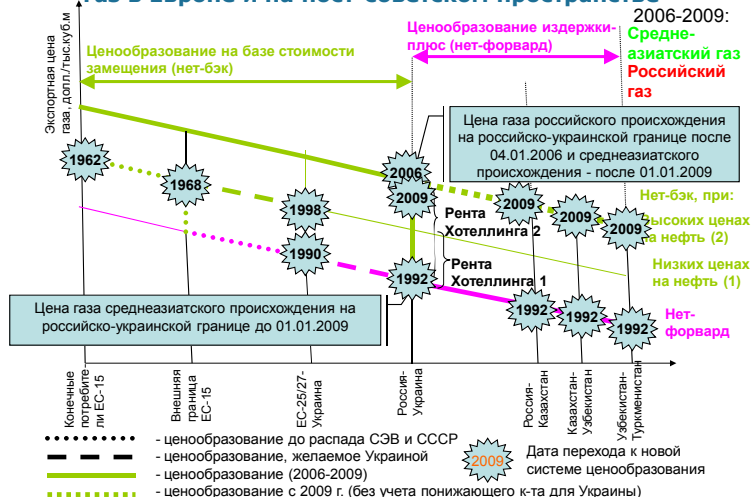 газ в Европе и на пост-советском пространстве
2006-2009:
Средне-
азиатский газ
Российский
газ
Ценообразование на базе стоимости
замещения (нет-бэк)
Ценообразование издержки-
плюс (нет-форвард)
Экспортная цена
газа, долл./тыс.куб.м
Цена газа российского происхождения
на российско-украинской границе после
04.01.2006 и среднеазиатского
происхождения - после 01.01.2009
1962
1968
1998
1990
2006
2009
1992
2009
2009
2009
1992
1992
1992
Рента
Хотеллинга 2
Рента
Хотеллинга 1
Нет-бэк, при:
Высоких ценах
на нефть (2)
Низких ценах
на нефть (1)
Нет-
форвард
Цена газа среднеазиатского происхождения на
российско-украинской границе до 01.01.2009
Конечные
потребите-
ли ЕС-15
Внешняя
граница
ЕС-15
ЕС-25/27-
Украина
Россия-
Украина
Россия-
Казахстан
Казахстан-
Узбекистан
Узбекистан-
Туркменистан
- ценообразование до распада СЭВ и СССР
- ценообразование, желаемое Украиной
- ценообразование (2006-2009)
- ценообразование с 2009 г. (без учета понижающего к-та для Украины)
2009
Дата перехода к новой
системе ценообразования